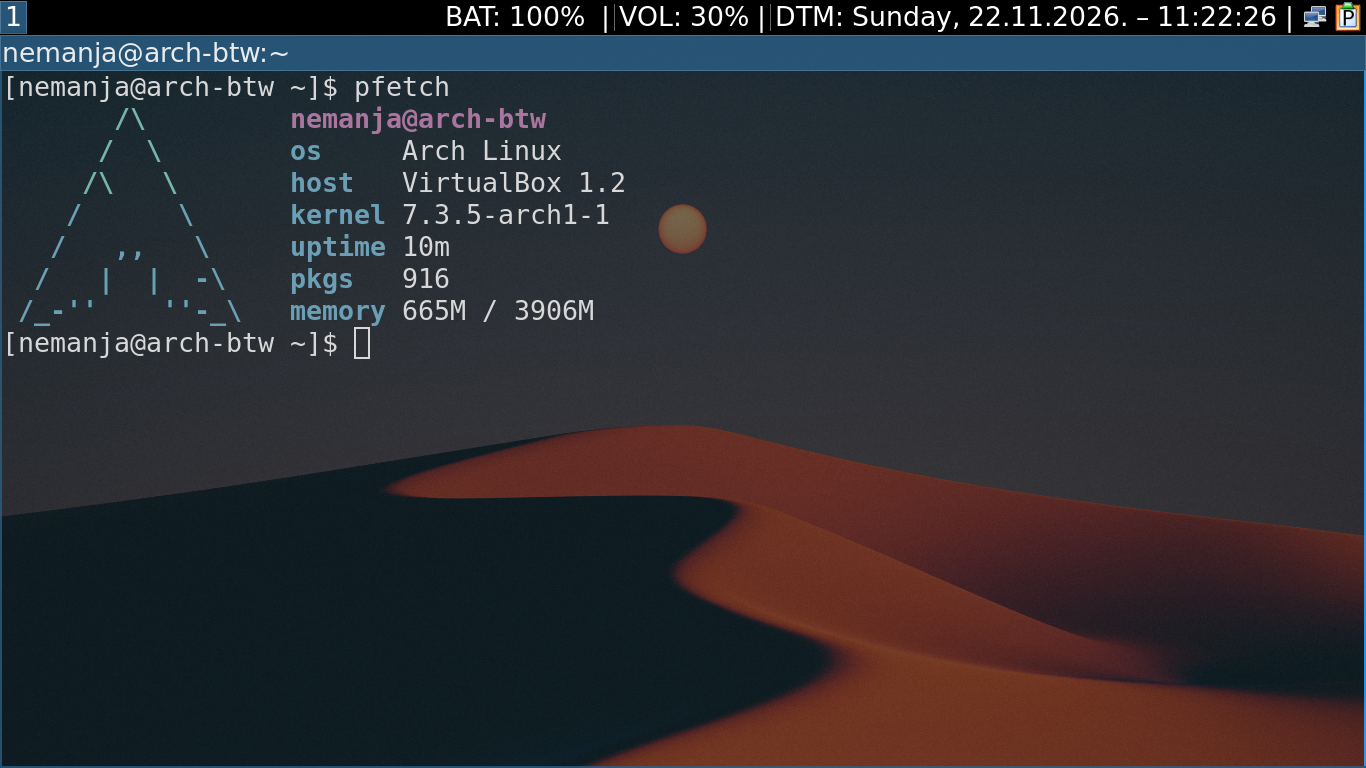 1 BAT: 100% | VOL: 30% | DTM: Sunday, 22.11.2026. – 11:22:26 | P
nemanja@arch-btw:~
[nemanja@arch-btw ~]$ pfetch
       /\         nemanja@arch-btw
      /  \        os     Arch Linux
     /\   \       host   VirtualBox 1.2
    /      \      kernel 7.3.5-arch1-1
   /   ,,   \     uptime 10m
  /   |  |  -\    pkgs   916
 /_-''    ''-_\   memory 665M / 3906M
[nemanja@arch-btw ~]$